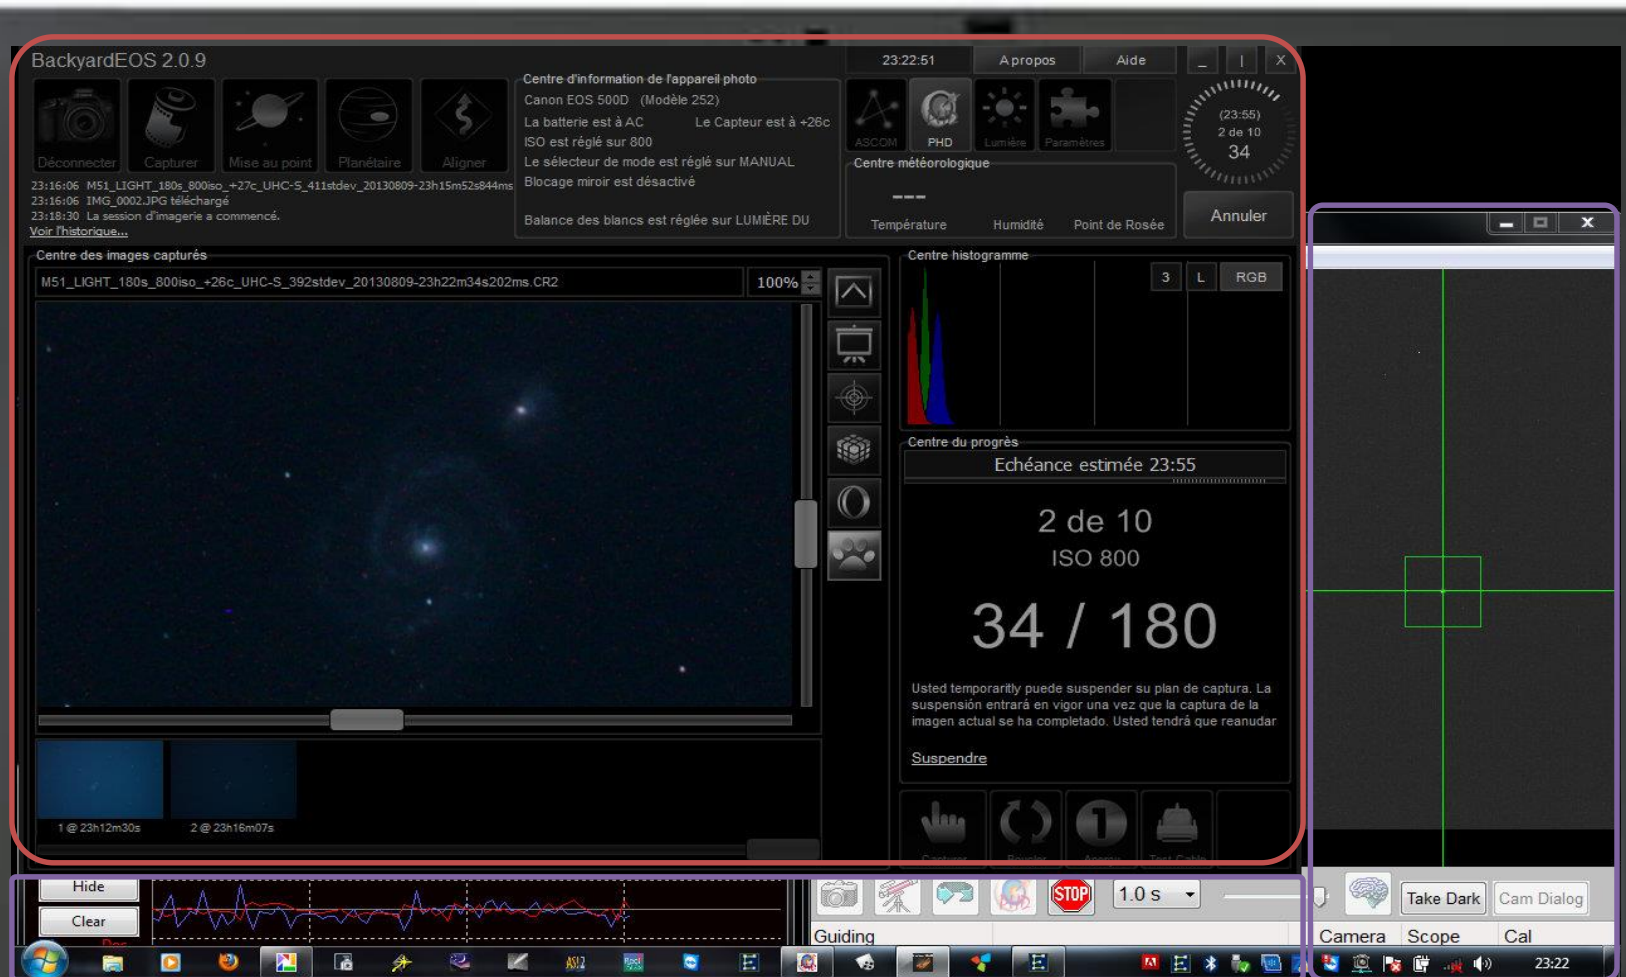 BackyardEOS 2.0.9
23:22:51
A propos
Aide
_ | X
Déconnecter
Capturer
Mise au point
Planétaire
Aligner
Centre d'information de l'appareil photo
Canon EOS 500D (Modèle 252)
La batterie est à AC Le Capteur est à +26c
ISO est réglé sur 800
Le sélecteur de mode est réglé sur MANUAL
Blocage miroir est désactivé
Balance des blancs est réglée sur LUMIÈRE DU
ASCOM
PHD
Lumière
Paramètres
(23:55)
2 de 10
34
Centre météorologique
---
Température
Humidité
Point de Rosée
Annuler
23:16:06 M51_LIGHT_180s_800iso_+27c_UHC-S_411stdev_20130809-23h15m52s844ms
23:16:06 IMG_0002.JPG téléchargé
23:18:30 La session d'imagerie a commencé.
Voir l'historique...
Centre des images capturés
M51_LIGHT_180s_800iso_+26c_UHC-S_392stdev_20130809-23h22m34s202ms.CR2
100%
Centre histogramme
3
L
RGB
Centre du progrès
Echéance estimée 23:55
2 de 10
ISO 800
34 / 180
Usted temporaritly puede suspender su plan de captura. La
suspensión entrará en vigor una vez que la captura de la
imagen actual se ha completado. Usted tendrá que reanudar
Suspendre
1 @ 23h12m30s
2 @ 23h16m07s
1
Hide
Clear
STOP
1.0 s
Take Dark
Cam Dialog
Guiding
Camera
Scope
Cal
AS!2
23:22